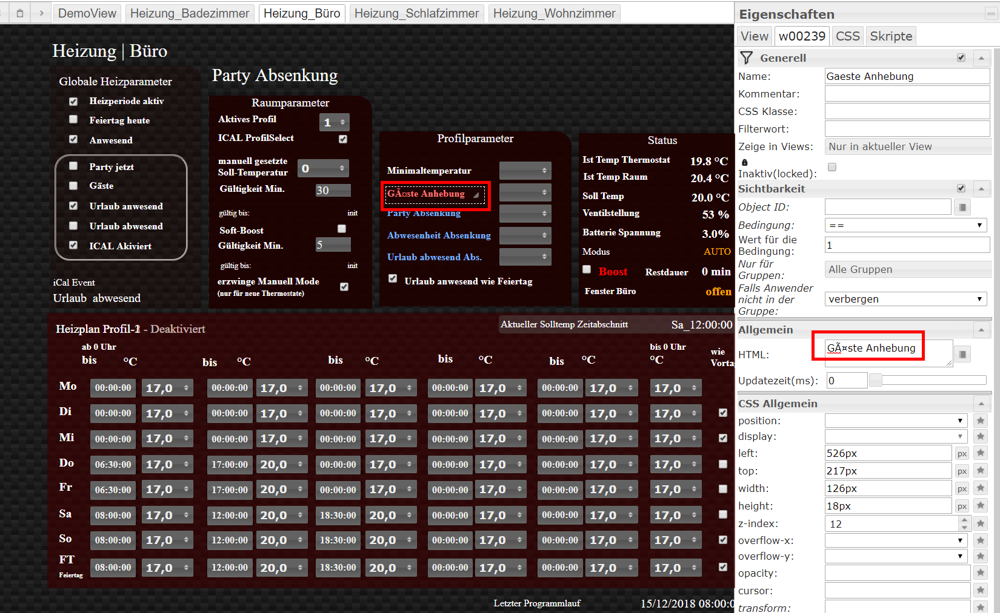 DemoView Heizung_Badezimmer Heizung_Büro Heizung_Schlafzimmer Heizung_Wohnzimmer
Heizung | Büro
Globale Heizparameter
Heizperiode aktiv
Feiertag heute
Anwesend
Party jetzt
Gäste
Urlaub anwesend
Urlaub abwesend
ICAL Akiviert
iCal Event
Urlaub abwesend
Party Absenkung
Raumparameter
Aktives Profil 1
ICAL ProfilSelect
manuell gesetzte
Soll-Temperatur 0
Gültigkeit Min. 30
gültig bis: init
Soft-Boost
Gültigkeit Min. 5
gültig bis: init
erzwinge Manuell Mode
(nur für neue Thermostate)
Profilparameter
Minimaltemperatur
GÃ¤ste Anhebung
Party Absenkung
Abwesenheit Absenkung
Urlaub abwesend Abs.
Urlaub anwesend wie Feiertag
Status
Ist Temp Thermostat 19.8 °C
Ist Temp Raum 20.4 °C
Soll Temp 20.0 °C
Ventilstellung 53 %
Batterie Spannung 3.0%
Modus AUTO
Boost Restdauer 0 min
Fenster Büro offen
Heizplan Profil- - Deaktiviert
Aktueller Solltemp Zeitabschnitt Sa_12:00:00
ab 0 Uhr bis 0 Uhr
bis °C bis °C bis °C bis °C bis °C °C
wie
Vorta
Mo 00:00:00 17,0 00:00:00 17,0 00:00:00 17,0 00:00:00 17,0 00:00:00 17,0 17,0
Di 00:00:00 17,0 00:00:00 17,0 00:00:00 17,0 00:00:00 17,0 00:00:00 17,0 17,0
Mi 00:00:00 17,0 00:00:00 17,0 00:00:00 17,0 00:00:00 17,0 00:00:00 17,0 17,0
Do 06:30:00 17,0 17:00:00 20,0 00:00:00 17,0 00:00:00 17,0 00:00:00 17,0 17,0
Fr 06:30:00 17,0 17:00:00 20,0 00:00:00 17,0 00:00:00 17,0 00:00:00 17,0 17,0
Sa 08:00:00 17,0 12:00:00 20,0 18:30:00 20,0 00:00:00 17,0 00:00:00 17,0 17,0
So 08:00:00 17,0 12:00:00 20,0 18:30:00 20,0 00:00:00 17,0 00:00:00 17,0 17,0
FT
Feiertag 08:00:00 17,0 12:00:00 20,0 18:30:00 20,0 00:00:00 17,0 00:00:00 17,0 17,0
Letzter Programmlauf 15/12/2018 08:00:0
Eigenschaften
View w00239 CSS Skripte
Generell
Name: Gaeste Anhebung
Kommentar:
CSS Klasse:
Filterwort:
Zeige in Views: Nur in aktueller View
Inaktiv(locked):
Sichtbarkeit
Object ID:
Bedingung: ==
Wert für die
Bedingung: 1
Nur für
Gruppen: Alle Gruppen
Falls Anwender
nicht in der
Gruppe: verbergen
Allgemein
HTML: GÃ¤ste Anhebung
Updatezeit(ms): 0
CSS Allgemein
position:
display:
left: 526px px
top: 217px px
width: 126px px
height: 18px px
z-index: 12
overflow-x:
overflow-y:
opacity:
cursor:
transform: